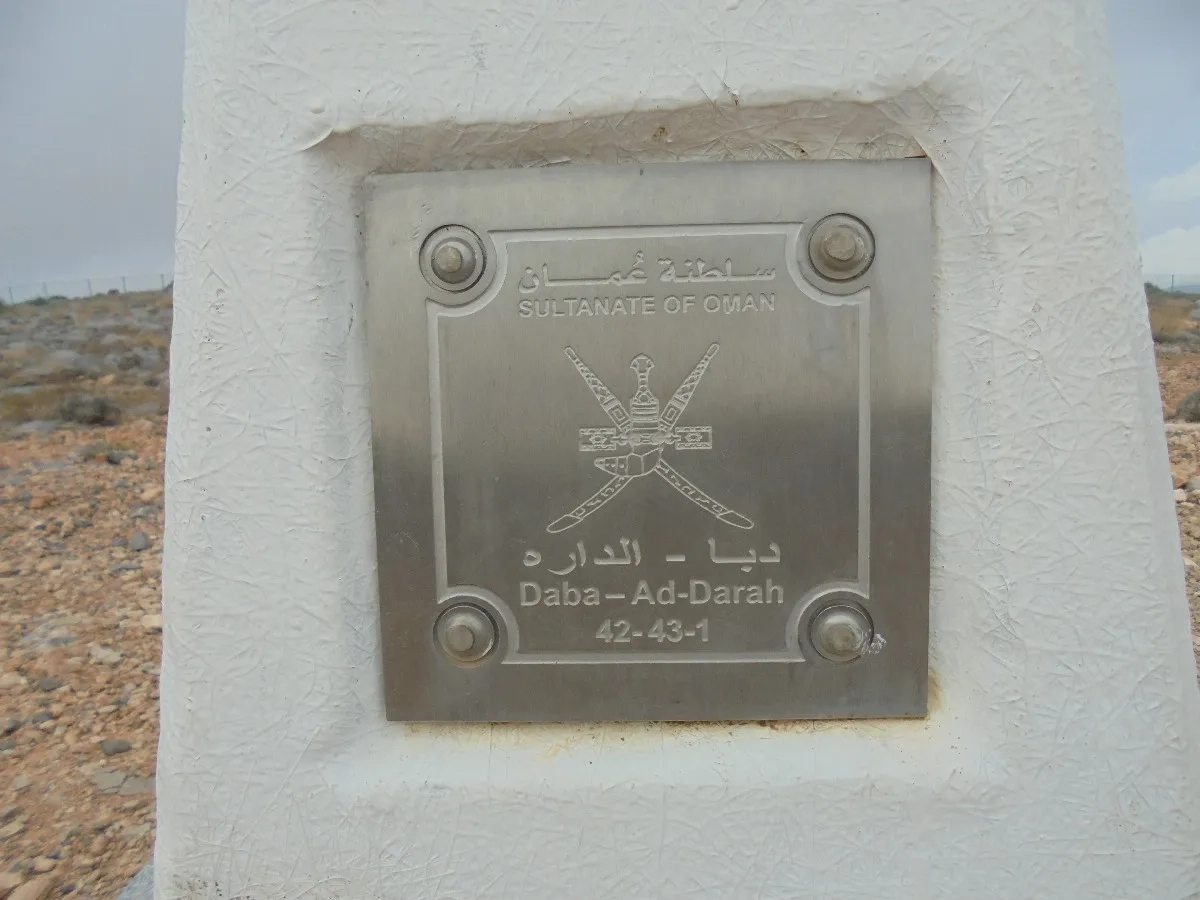 سلطنة عُمان
SULTANATE OF OMAN
دبا - الداره
Daba – Ad-Darah
42-43-1